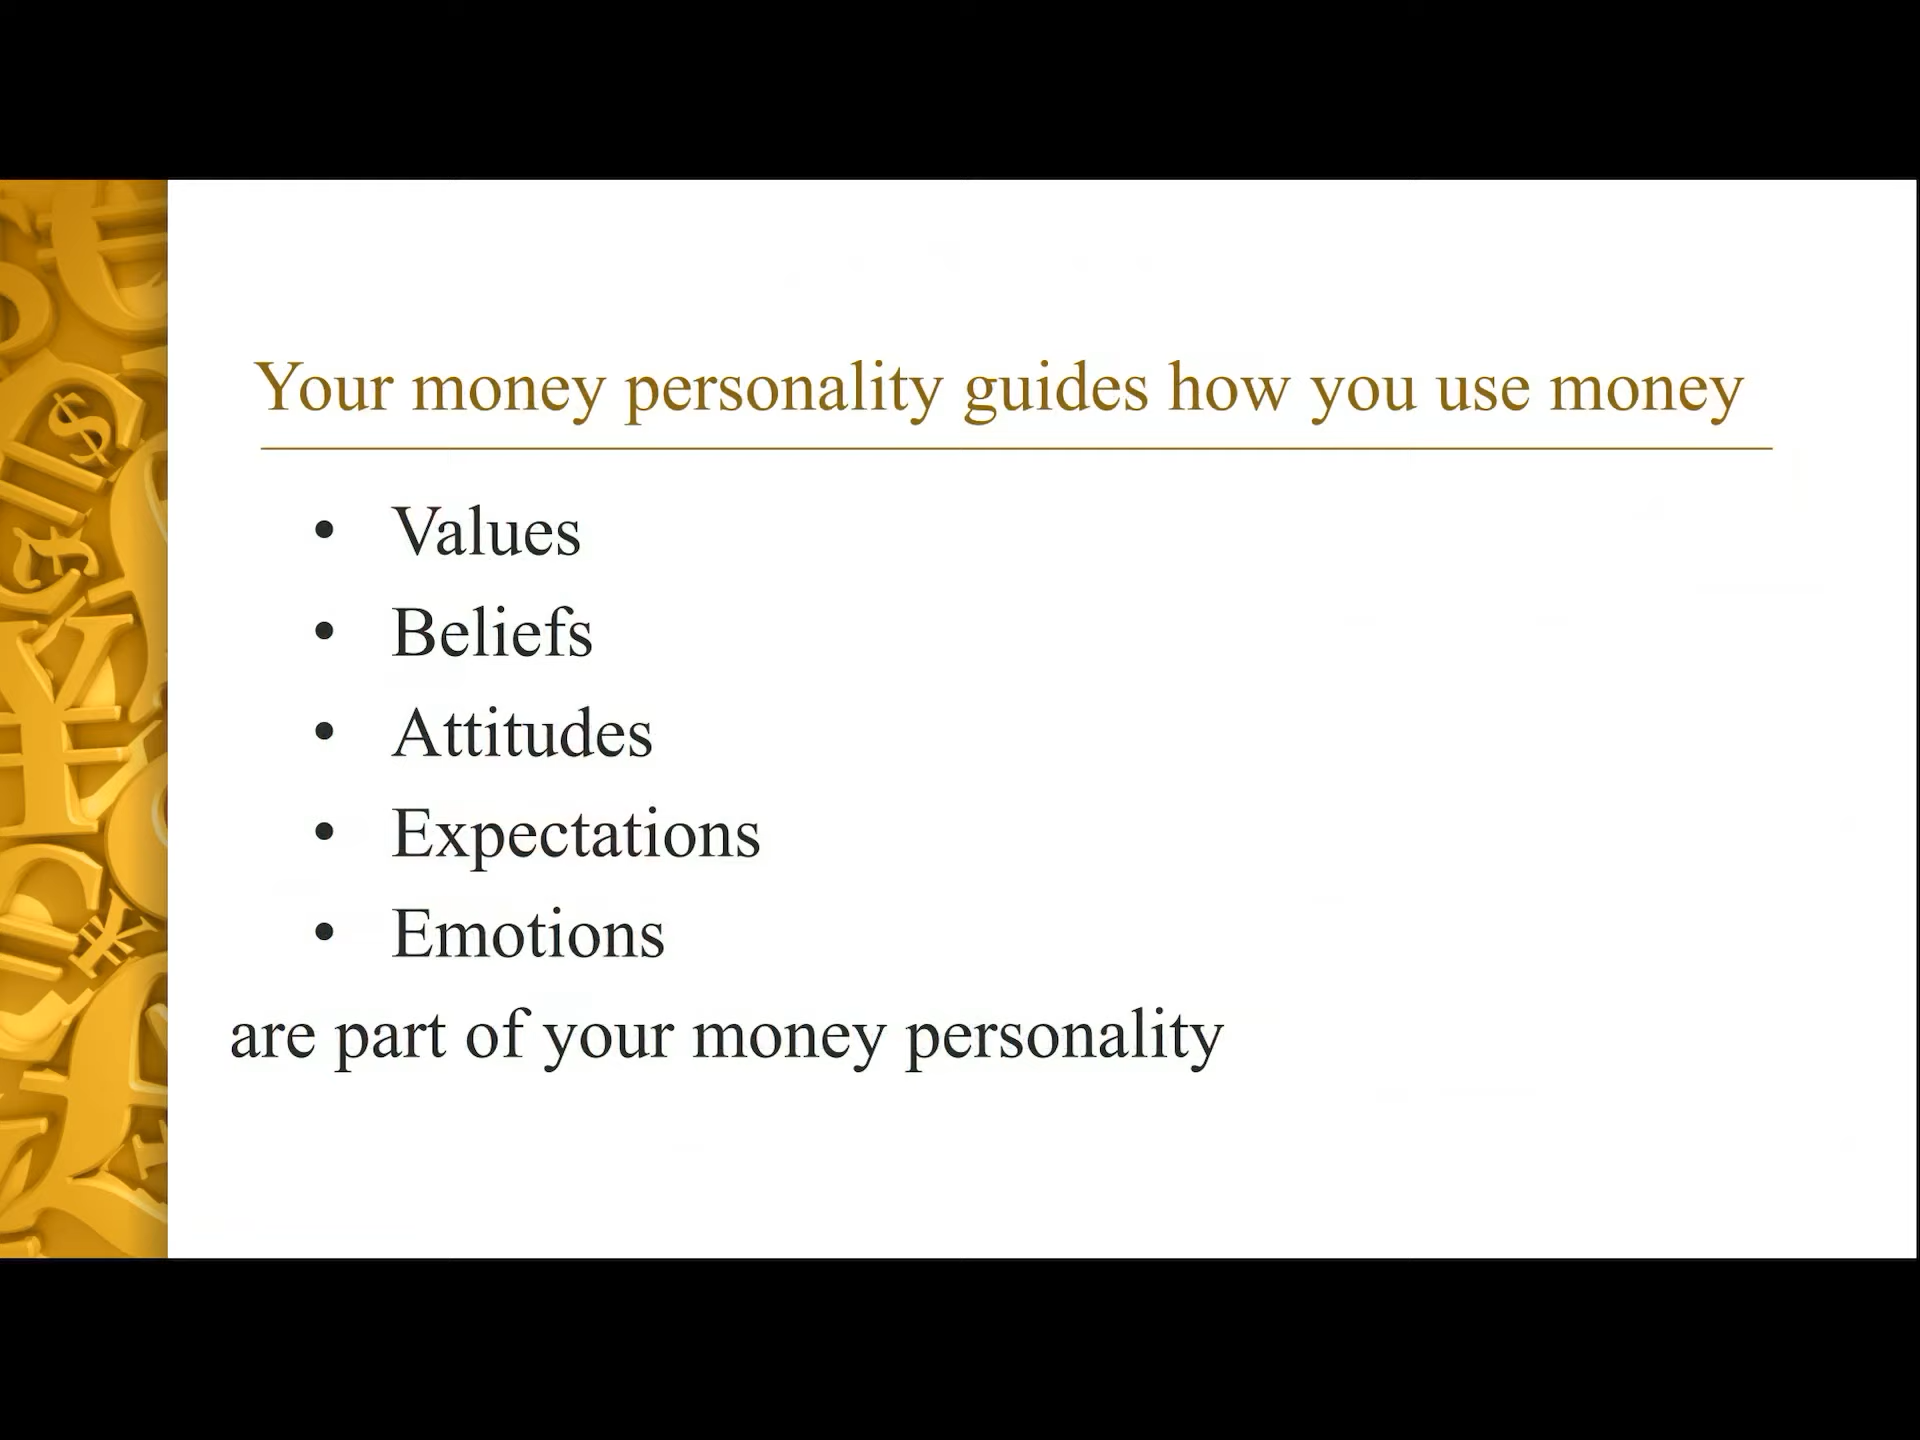 Your money personality guides how you use money
• Values
• Beliefs
• Attitudes
• Expectations
• Emotions
are part of your money personality